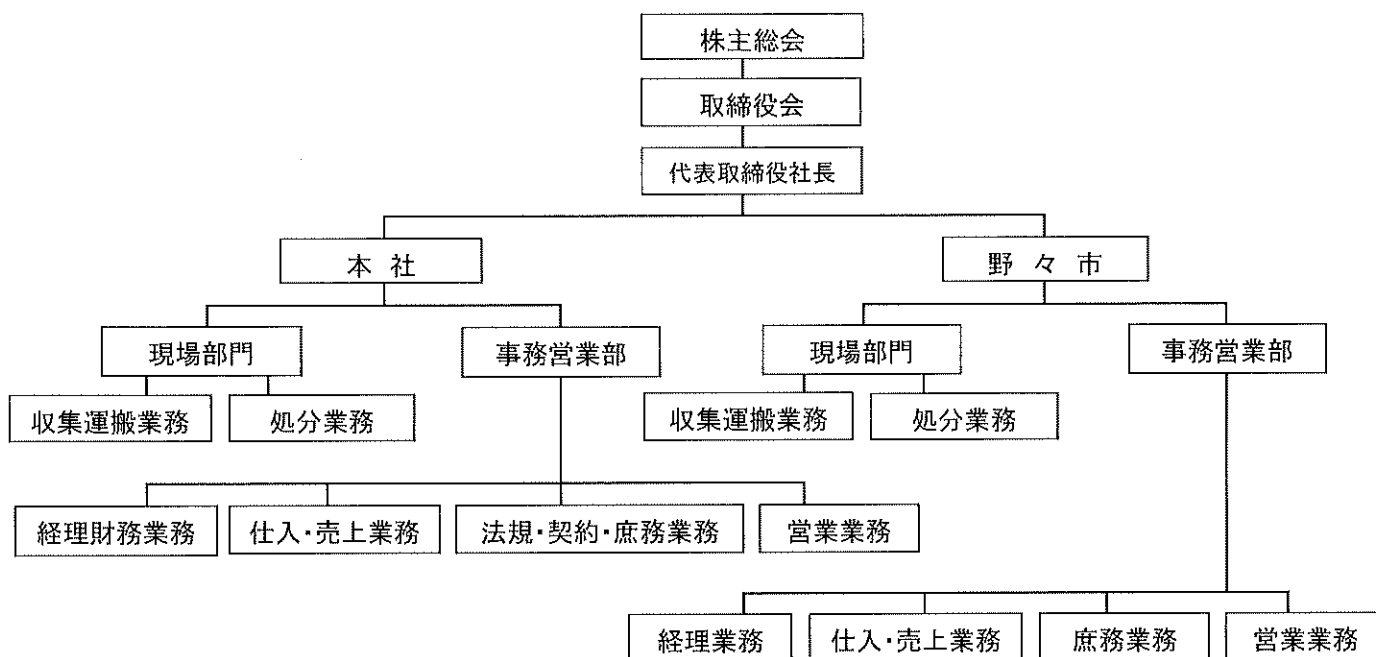 株主総会
取締役会
代表取締役社長
本 社
野 々 市
現場部門
事務営業部
現場部門
事務営業部
収集運搬業務
処分業務
収集運搬業務
処分業務
経理財務業務
仕入・売上業務
法規・契約・庶務業務
営業業務
経理業務
仕入・売上業務
庶務業務
営業業務